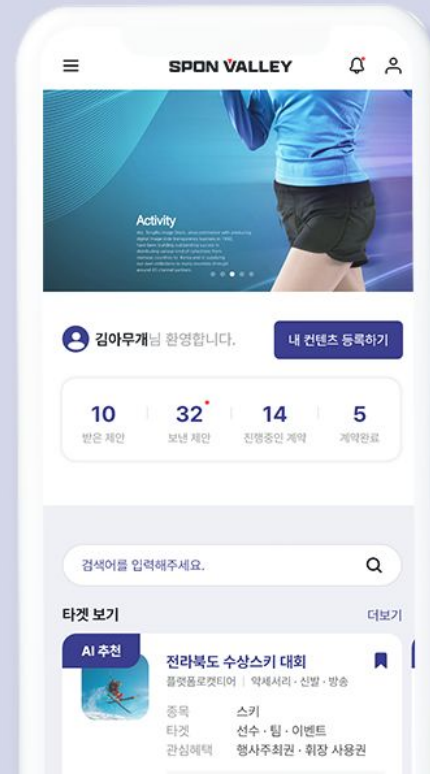 SPON VALLEY
Activity
김아무개님 환영합니다.
내 컨텐츠 등록하기
10
32
14
5
받은 제안
보낸 제안
진행중인 계약
계약완료
검색어를 입력해주세요.
타겟 보기
더보기
AI 추천
전라북도 수상스키 대회
플랫폼로켓티어 | 악세서리 · 신발 · 방송
종목 스키
타겟 선수 · 팀 · 이벤트
관심혜택 행사주최권 · 휘장 사용권